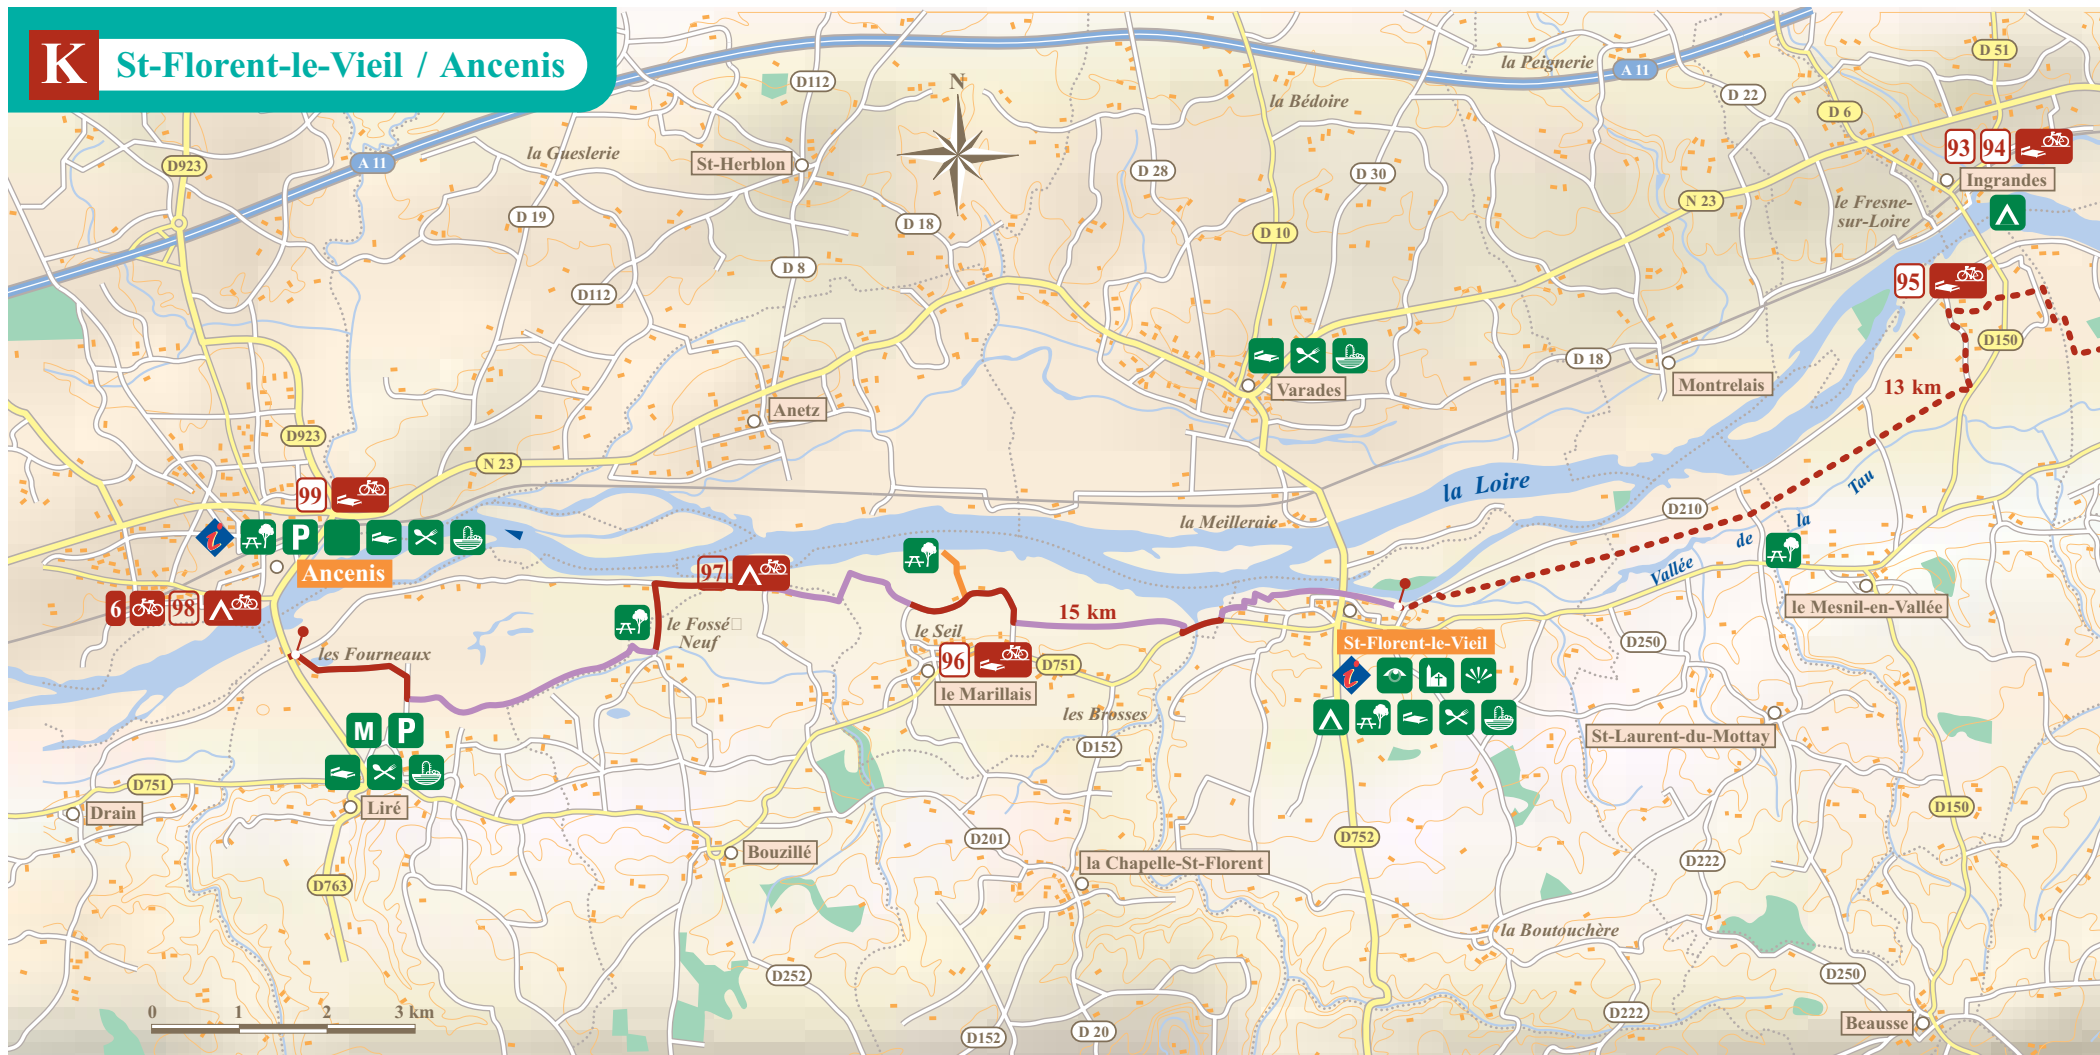 K St-Florent-le-Vieil / Ancenis
D 51
la Peignerie
A 11
D112
D 22
la Bédoire
N
D 6
93 94
la Gueslerie
St-Herblon
A 11
D923
D 28
D 30
Ingrandes
N 23
le Fresne-
sur-Loire
D 19
D 18
D 10
D 8
95
D112
D150
D 18
Varades
Montrelais
13 km
Anetz
D923
N 23
la Loire
Tau
99
D210
la Meilleraie
la
de
P
i
Vallée
Ancenis
97
6 98
le Mesnil-en-Vallée
15 km
le Fossé
Neuf
le Seil
St-Florent-le-Vieil
D250
les Fourneaux
96
D751
i
le Marillais
les Brosses
M P
St-Laurent-du-Mottay
D152
D751
Drain
Liré
D150
D201
D752
Bouzillé
la Chapelle-St-Florent
D222
D763
la Boutouchère
D252
D250
0 1 2 3 km
D222
Beausse
D152
D 20